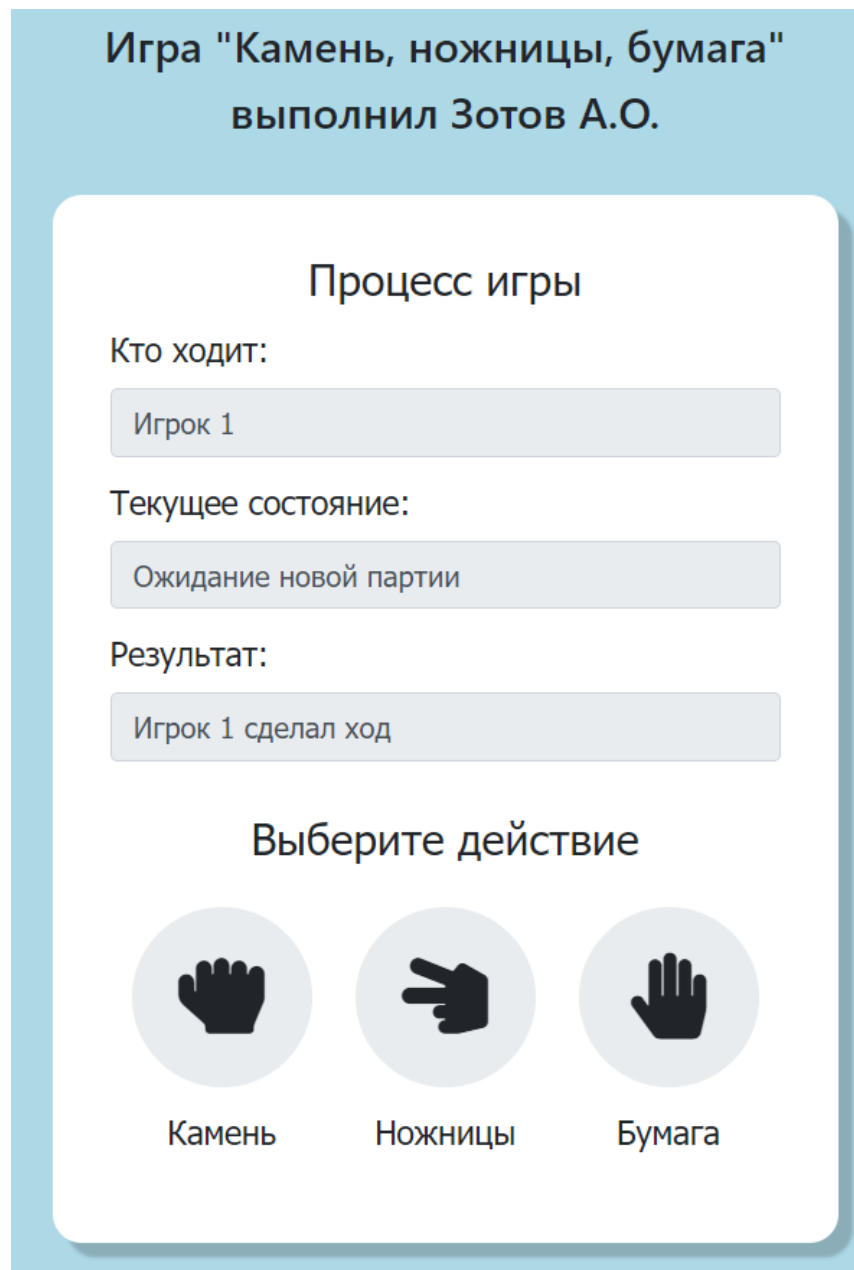 Игра "Камень, ножницы, бумага"
выполнил Зотов А.О.
Процесс игры
Кто ходит:
Игрок 1
Текущее состояние:
Ожидание новой партии
Результат:
Игрок 1 сделал ход
Выберите действие
Камень Ножницы Бумага